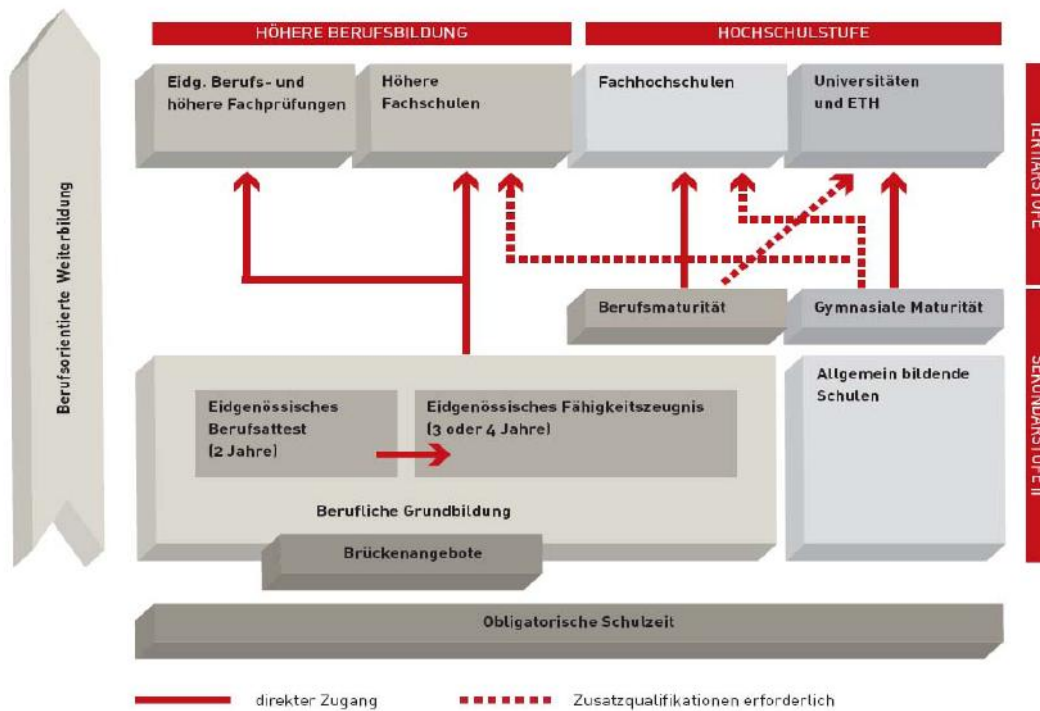 HÖHERE BERUFSBILDUNG
HOCHSCHULSTUFE
Eidg. Berufs- und
höhere Fachprüfungen
Höhere
Fachschulen
Fachhochschulen
Universitäten
und ETH
TERTIÄRSTUFE
Berufsorientierte Weiterbildung
Berufsmaturität
Gymnasiale Maturität
SEKUNDARSTUFE II
Eidgenössisches
Berufsattest
(2 Jahre)
Eidgenössisches Fähigkeitszeugnis
(3 oder 4 Jahre)
Allgemein bildende
Schulen
Berufliche Grundbildung
Brückenangebote
Obligatorische Schulzeit
direkter Zugang
Zusatzqualifikationen erforderlich